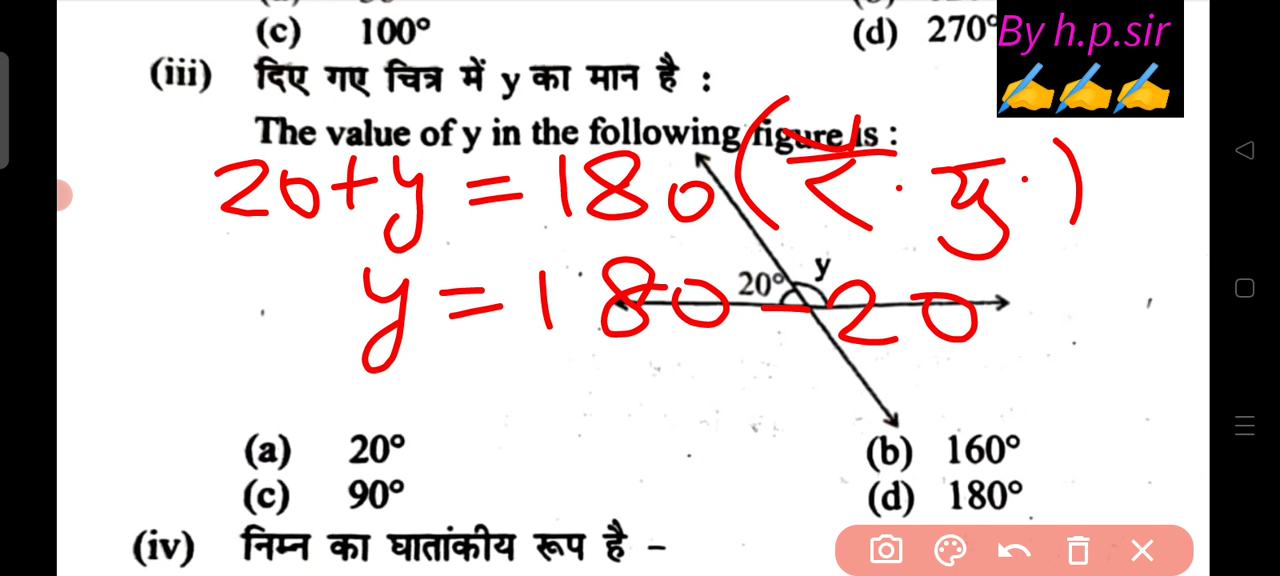 (c) 100° (d) 270°
By h.p.sir
(iii) दिए गए चित्र में y का मान है :
The value of y in the following figure is :
20+y = 180 (रै. यु.)
20° y
y = 180 - 20
(a) 20° (b) 160°
(c) 90° (d) 180°
(iv) निम्न का घातांकीय रूप है –